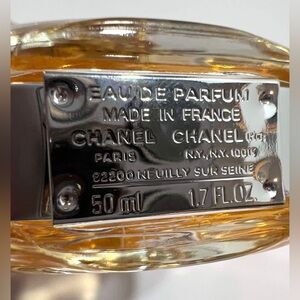 EAU DE PARFUM
MADE IN FRANCE
CHANEL CHANEL
PARIS N.Y., N.Y. 10019
92200 NEUILLY SUR SEINE
50 ml 1.7 FL.OZ.